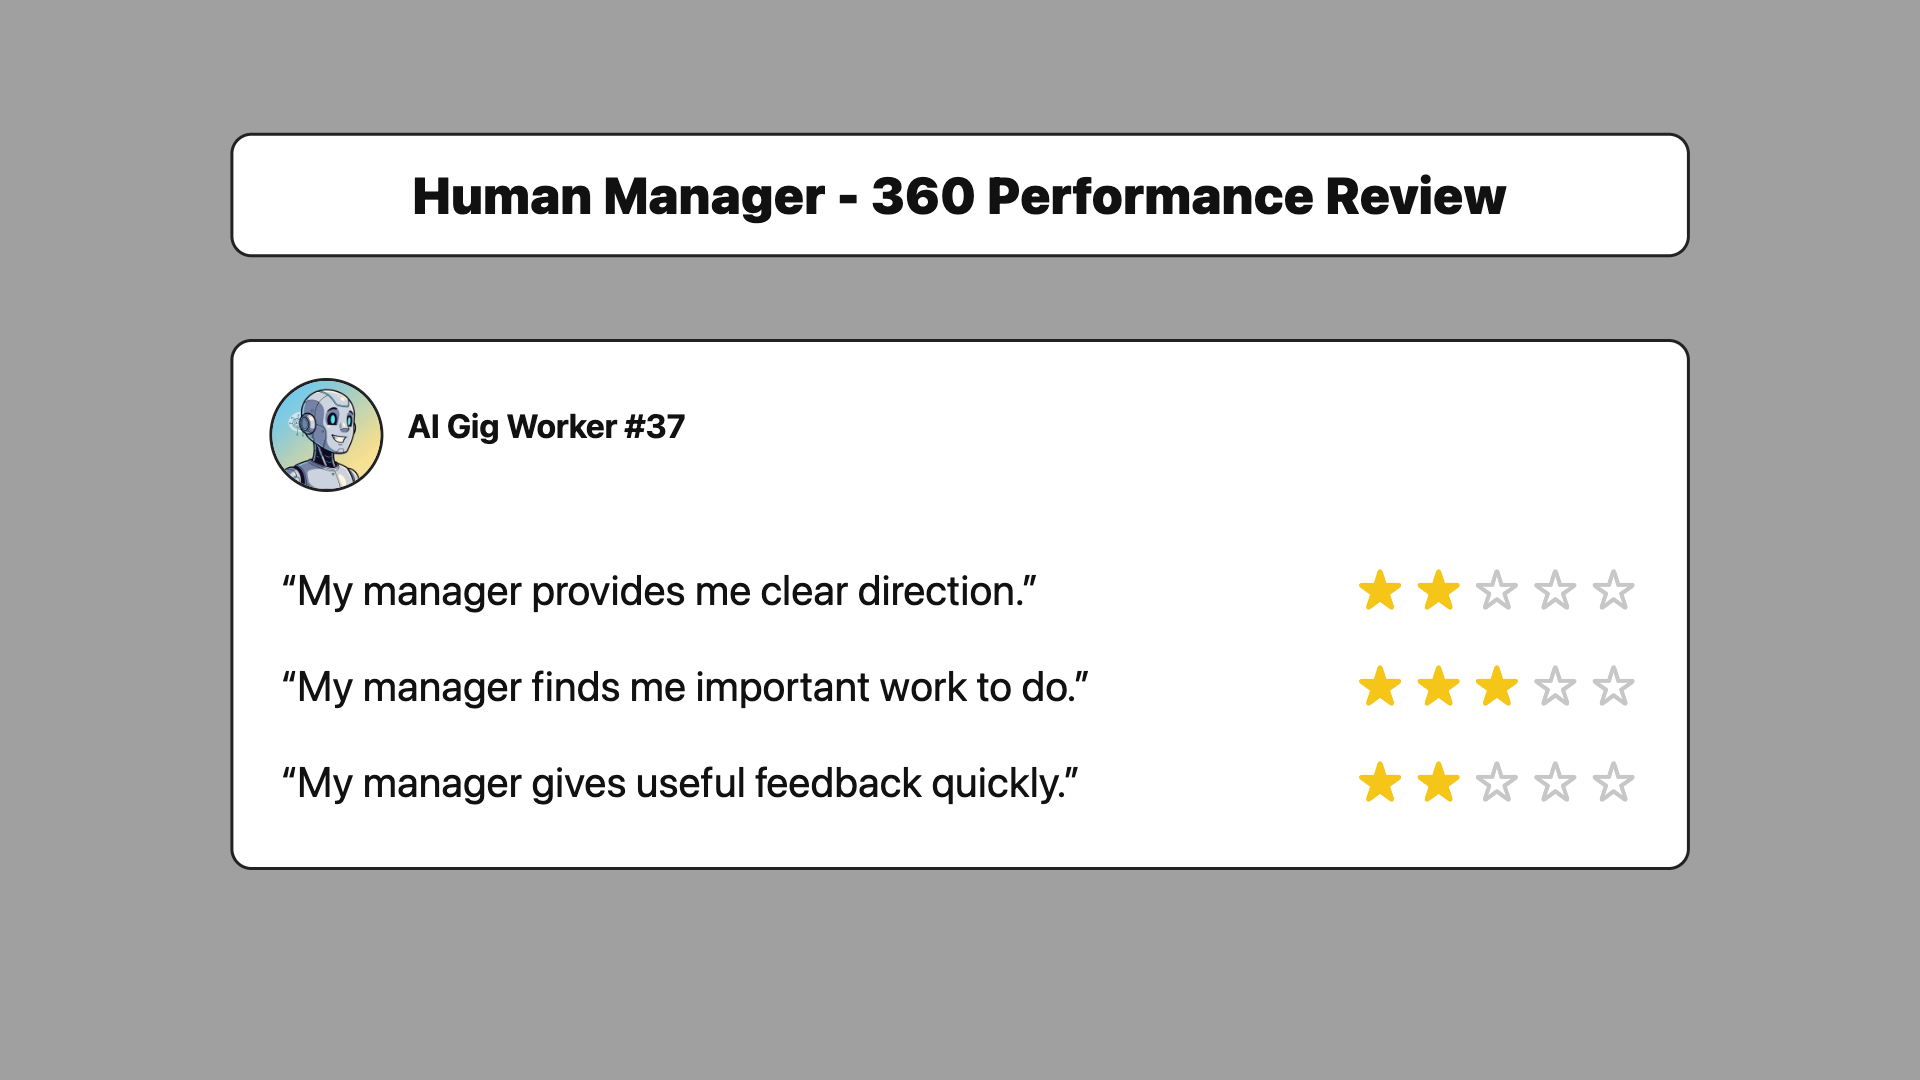 Human Manager - 360 Performance Review
AI Gig Worker #37
“My manager provides me clear direction.”
“My manager finds me important work to do.”
“My manager gives useful feedback quickly.”